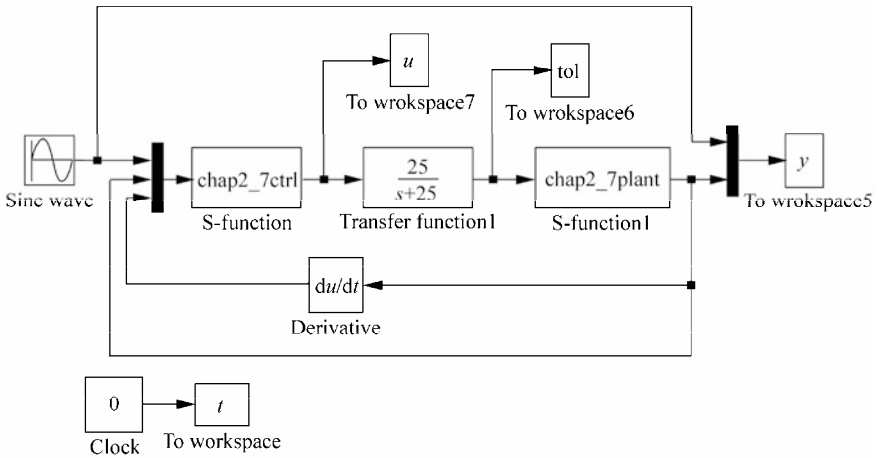 u
To wrokspace7
tol
To wrokspace6
Sine wave
chap2_7ctrl
S-function
25
s+25
Transfer function1
chap2_7plant
S-function1
y
To wrokspace5
du/dt
Derivative
0
Clock
t
To workspace